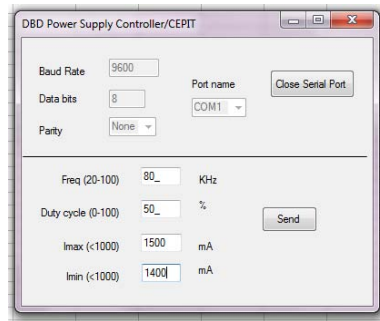 DBD Power Supply Controller/CEPIT
Baud Rate 9600
Port name
Close Serial Port
Data bits 8
COM1
Parity None
Freq (20-100) 80_ KHz
Duty cycle (0-100) 50_ %
Send
Imax (<1000) 1500 mA
Imin (<1000) 1400 mA